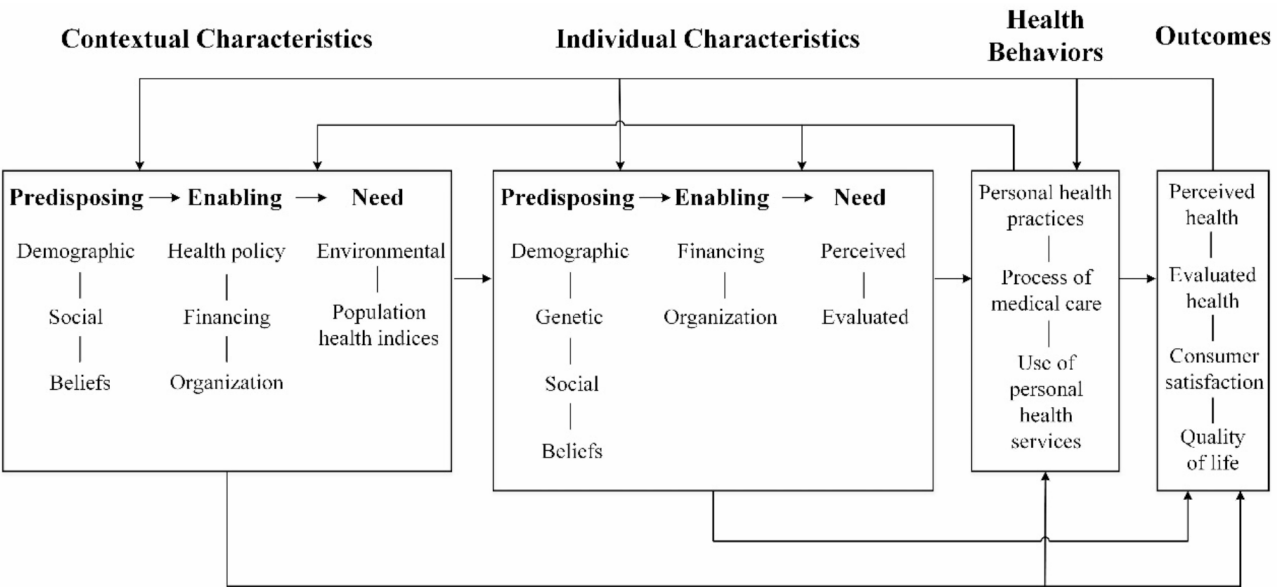 Contextual Characteristics
Individual Characteristics
Health
Behaviors
Outcomes
Predisposing
Enabling
Need
Demographic
Social
Beliefs
Health policy
Financing
Organization
Environmental
Population
health indices
Predisposing
Enabling
Need
Demographic
Genetic
Social
Beliefs
Financing
Organization
Perceived
Evaluated
Personal health
practices
Process of
medical care
Use of
personal
health
services
Perceived
health
Evaluated
health
Consumer
satisfaction
Quality
of life